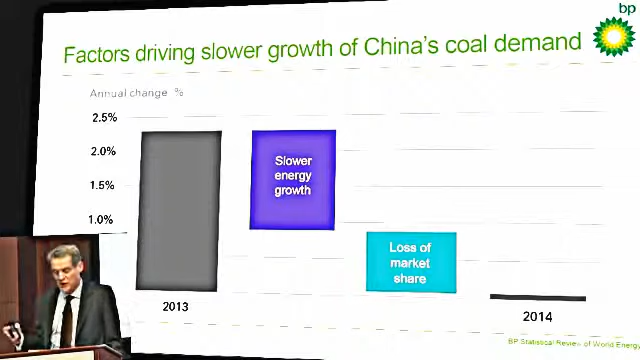 bp
Factors driving slower growth of China's coal demand
Annual change %
2.5%
2.0%
1.5%
1.0%
Slower
energy
growth
Loss of
market
share
2013
2014
BP Statistical Review of World Energy